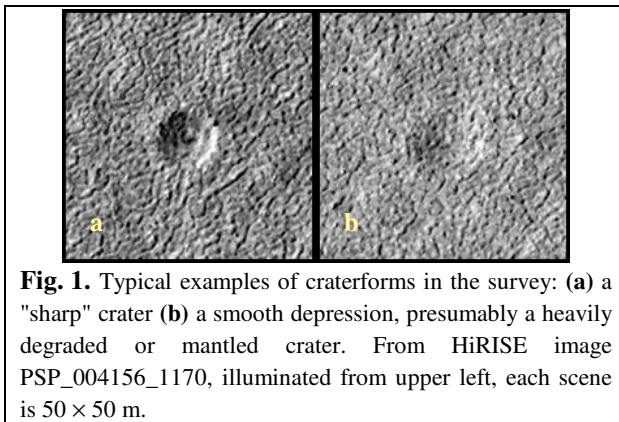 a b
Fig. 1. Typical examples of craterforms in the survey: (a) a
"sharp" crater (b) a smooth depression, presumably a heavily
degraded or mantled crater. From HiRISE image
PSP_004156_1170, illuminated from upper left, each scene
is 50 × 50 m.